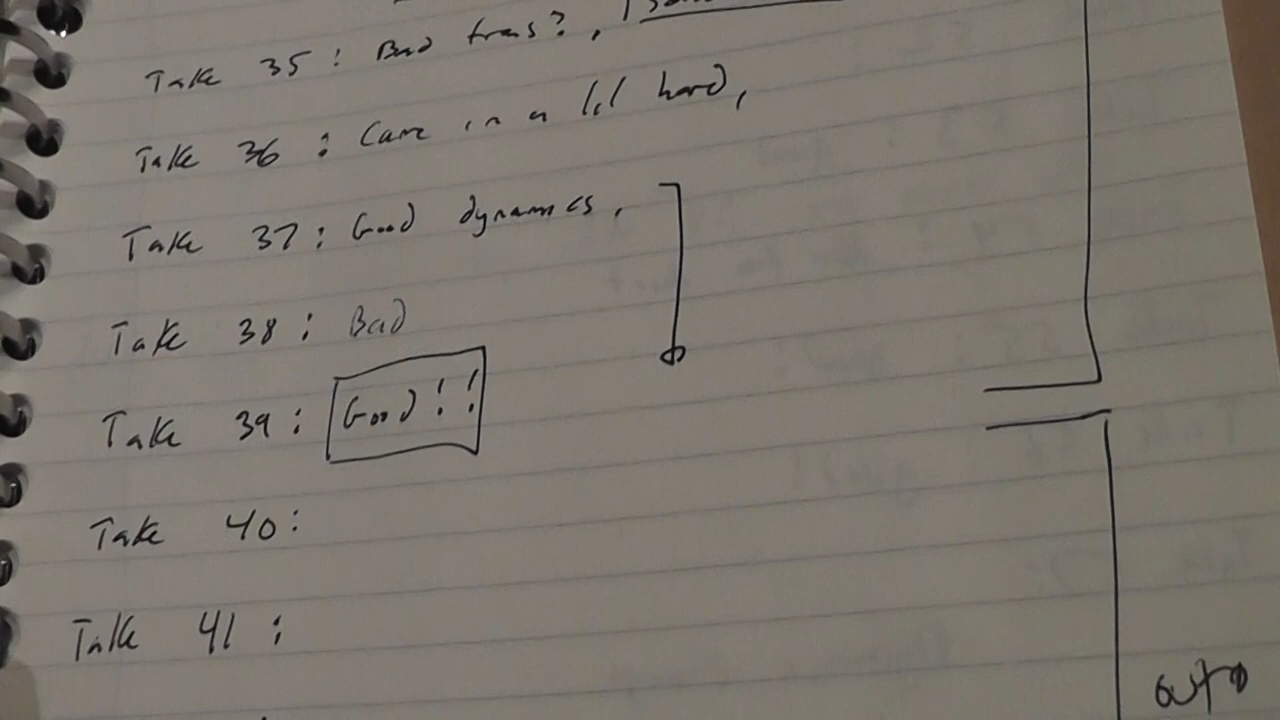 Take 35 : Bad trans?,
Take 36 : Came in a lil hard,
Take 37 : Good dynamics,
Take 38 : Bad
Take 39 : Good!!
Take 40 :
Take 41 :
outro